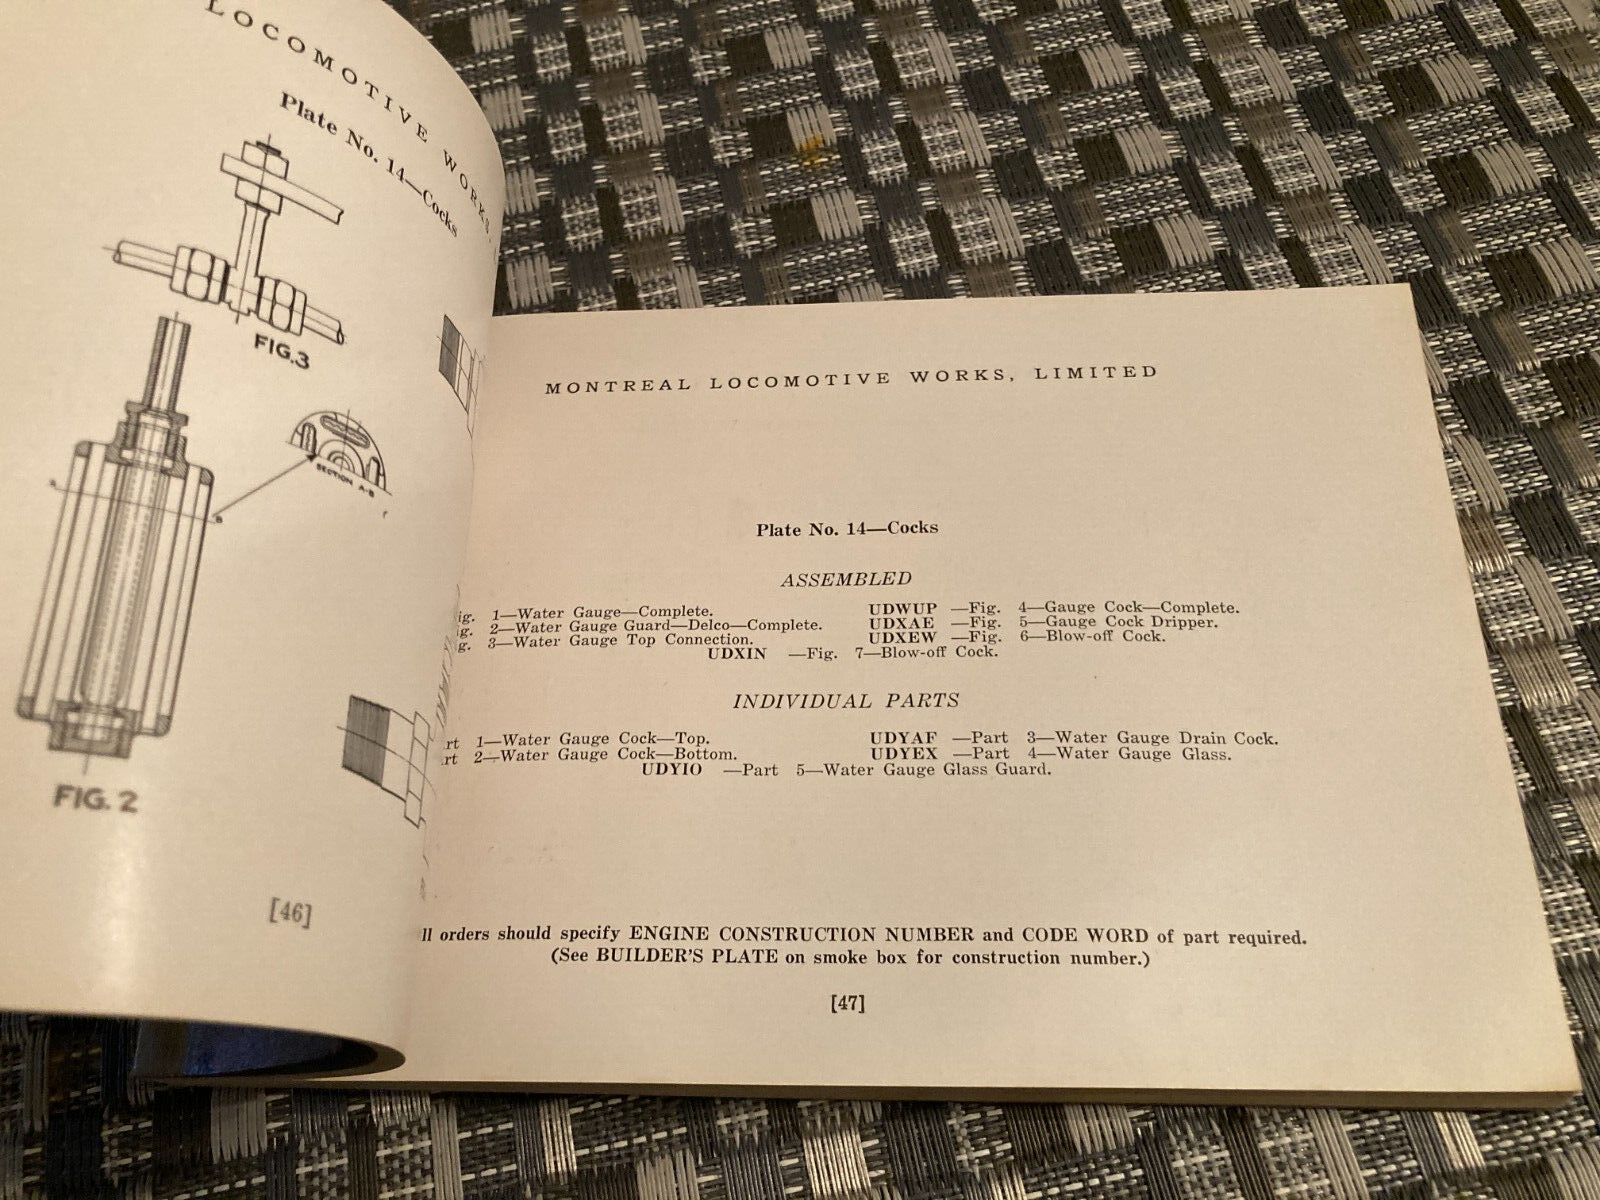 LOCOMOTIVE WORKS,
Plate No. 14—Cocks
FIG.3
SECTION A-B
FIG. 2
[46]
MONTREAL LOCOMOTIVE WORKS, LIMITED
Plate No. 14—Cocks
ASSEMBLED
ig. 1—Water Gauge—Complete. UDWUP —Fig. 4—Gauge Cock—Complete.
ig. 2—Water Gauge Guard—Delco—Complete. UDXAE —Fig. 5—Gauge Cock Dripper.
g. 3—Water Gauge Top Connection. UDXEW —Fig. 6—Blow-off Cock.
UDXIN —Fig. 7—Blow-off Cock.
INDIVIDUAL PARTS
rt 1—Water Gauge Cock—Top. UDYAF —Part 3—Water Gauge Drain Cock.
rt 2—Water Gauge Cock—Bottom. UDYEX —Part 4—Water Gauge Glass.
UDYIO —Part 5—Water Gauge Glass Guard.
ll orders should specify ENGINE CONSTRUCTION NUMBER and CODE WORD of part required.
(See BUILDER'S PLATE on smoke box for construction number.)
[47]